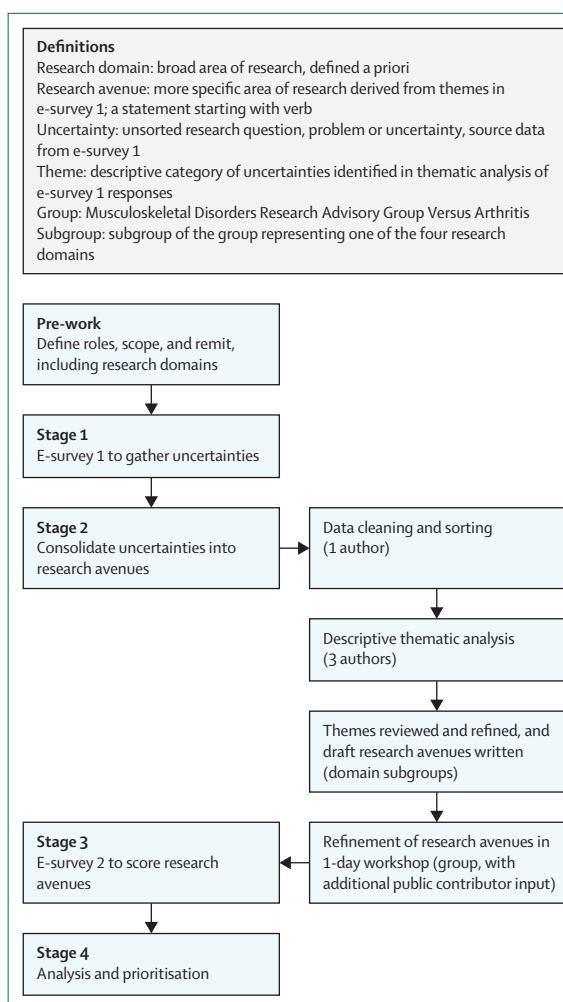 Definitions
Research domain: broad area of research, defined a priori
Research avenue: more specific area of research derived from themes in
e-survey 1; a statement starting with verb
Uncertainty: unsorted research question, problem or uncertainty, source data
from e-survey 1
Theme: descriptive category of uncertainties identified in thematic analysis of
e-survey 1 responses
Group: Musculoskeletal Disorders Research Advisory Group Versus Arthritis
Subgroup: subgroup of the group representing one of the four research
domains
Pre-work
Define roles, scope, and remit,
including research domains
Stage 1
E-survey 1 to gather uncertainties
Stage 2
Consolidate uncertainties into
research avenues
Data cleaning and sorting
(1 author)
Descriptive thematic analysis
(3 authors)
Themes reviewed and refined, and
draft research avenues written
(domain subgroups)
Refinement of research avenues in
1-day workshop (group, with
additional public contributor input)
Stage 3
E-survey 2 to score research
avenues
Stage 4
Analysis and prioritisation